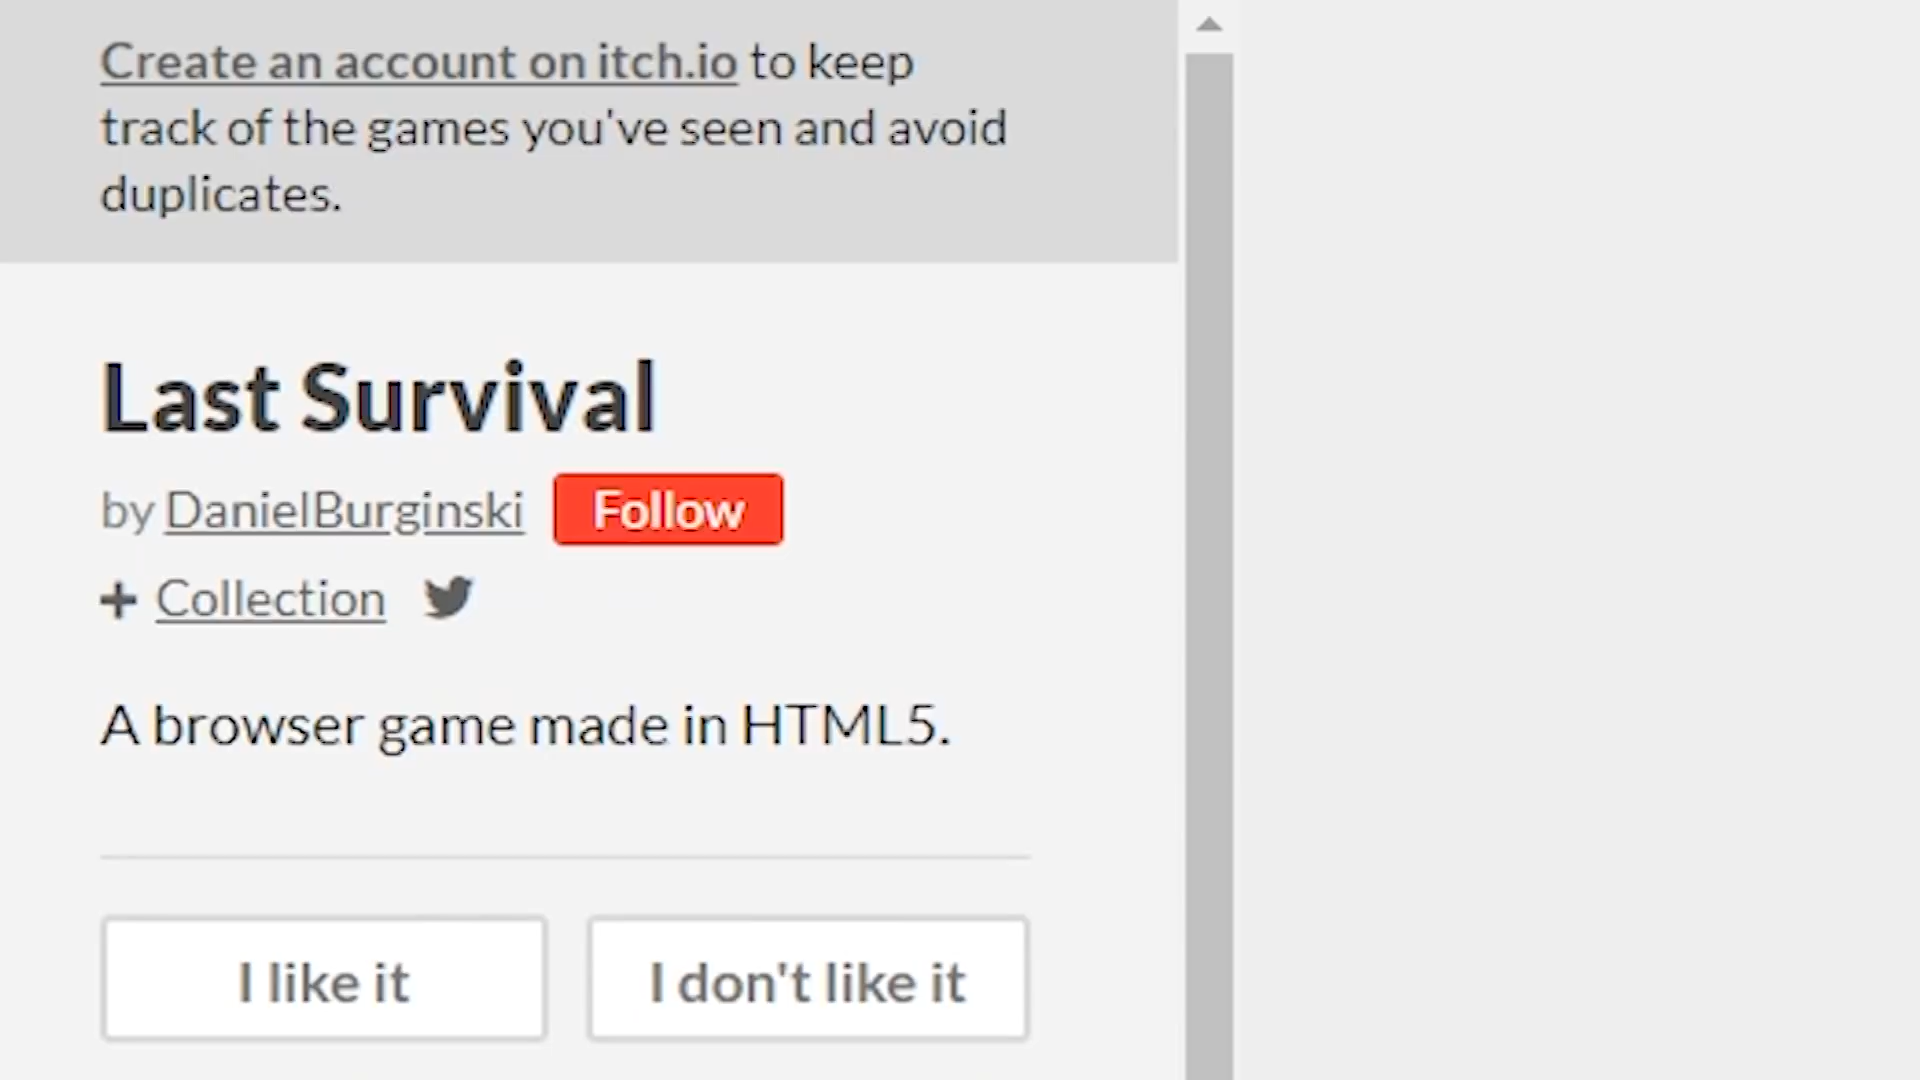 Create an account on itch.io to keep
track of the games you've seen and avoid
duplicates.
Last Survival
by DanielBurginski Follow
+ Collection
A browser game made in HTML5.
I like it I don't like it